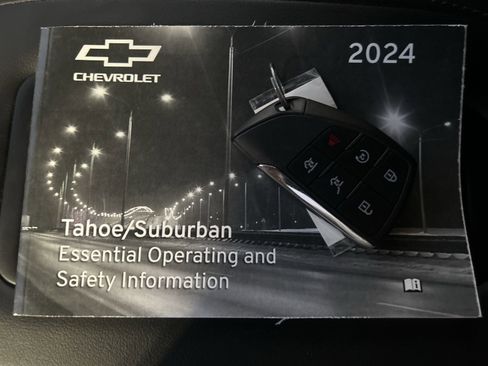 CHEVROLET
2024
Tahoe/Suburban
Essential Operating and
Safety Information